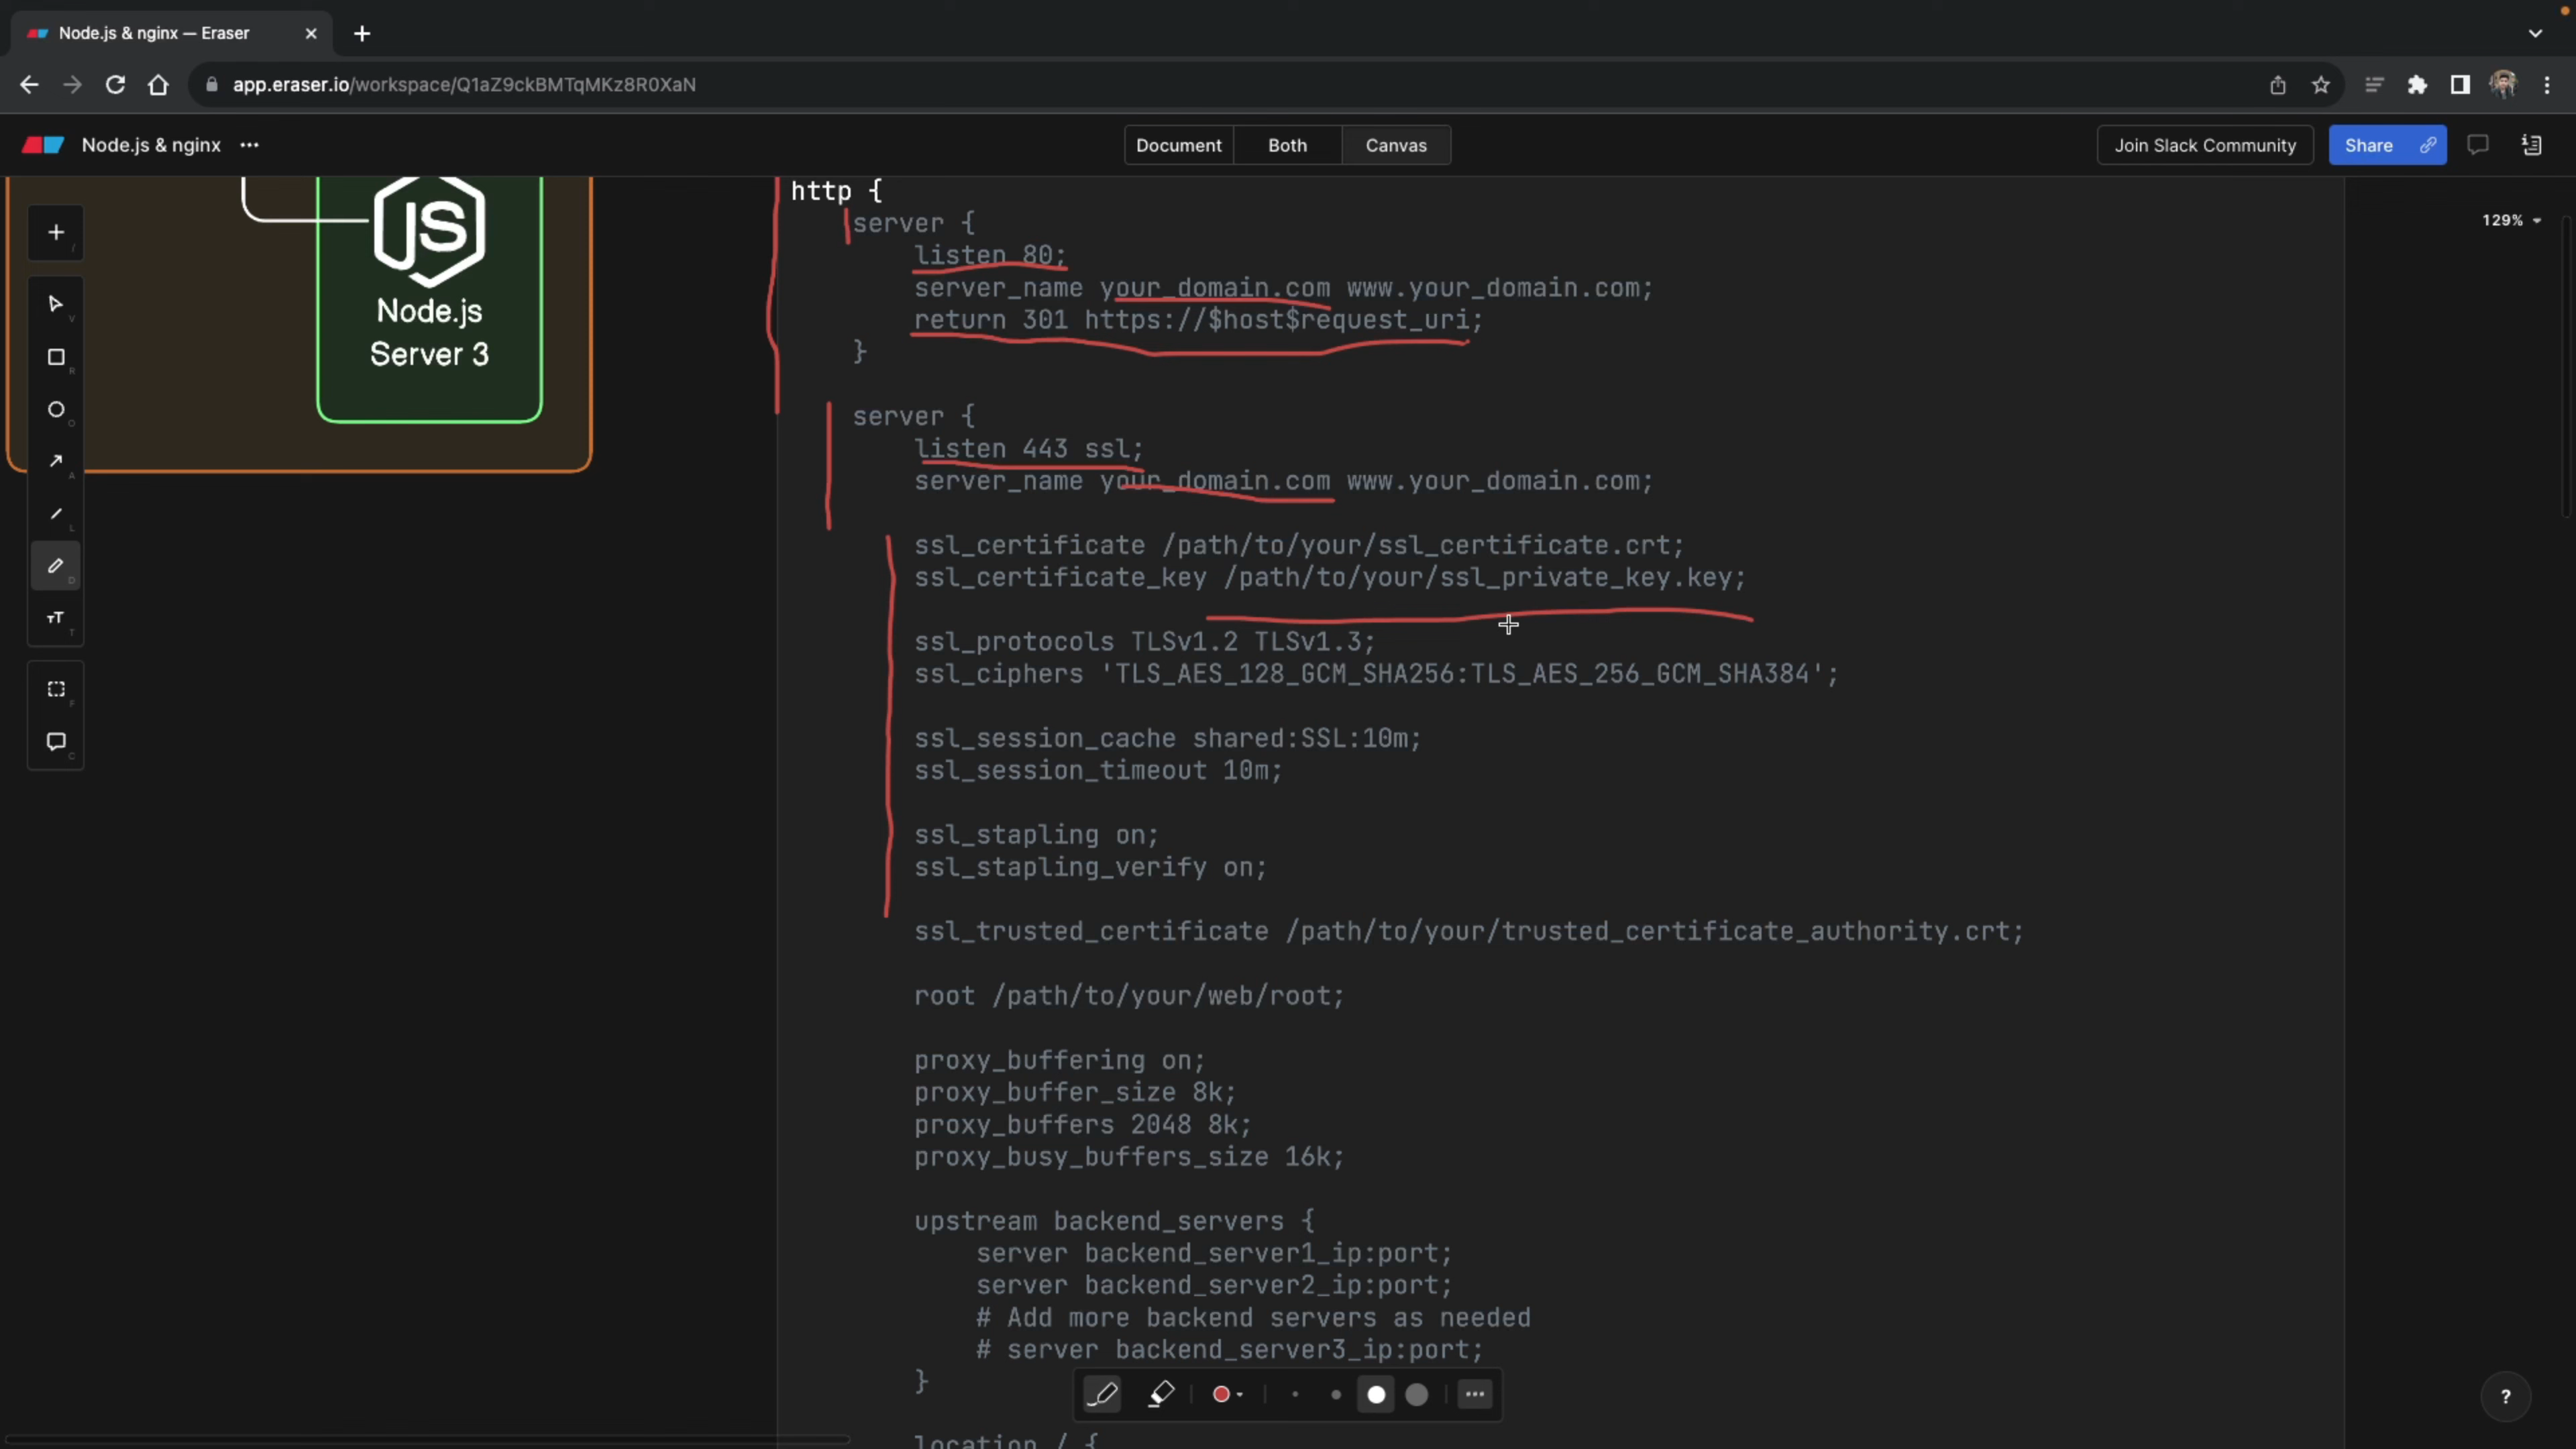 Node.js & nginx — Eraser
app.eraser.io/workspace/Q1aZ9ckBMTqMKz8R0XaN
Node.js & nginx
Document
Both
Canvas
Join Slack Community
Share
129%
JS
Node.js
Server 3
/
V
R
O
A
L
D
T
F
C
http {
server {
listen 80;
server_name your_domain.com www.your_domain.com;
return 301 https://$host$request_uri;
}
server {
listen 443 ssl;
server_name your_domain.com www.your_domain.com;
ssl_certificate /path/to/your/ssl_certificate.crt;
ssl_certificate_key /path/to/your/ssl_private_key.key;
ssl_protocols TLSv1.2 TLSv1.3;
ssl_ciphers 'TLS_AES_128_GCM_SHA256:TLS_AES_256_GCM_SHA384';
ssl_session_cache shared:SSL:10m;
ssl_session_timeout 10m;
ssl_stapling on;
ssl_stapling_verify on;
ssl_trusted_certificate /path/to/your/trusted_certificate_authority.crt;
root /path/to/your/web/root;
proxy_buffering on;
proxy_buffer_size 8k;
proxy_buffers 2048 8k;
proxy_busy_buffers_size 16k;
upstream backend_servers {
server backend_server1_ip:port;
server backend_server2_ip:port;
# Add more backend servers as needed
# server backend_server3_ip:port;
}
location / {
?